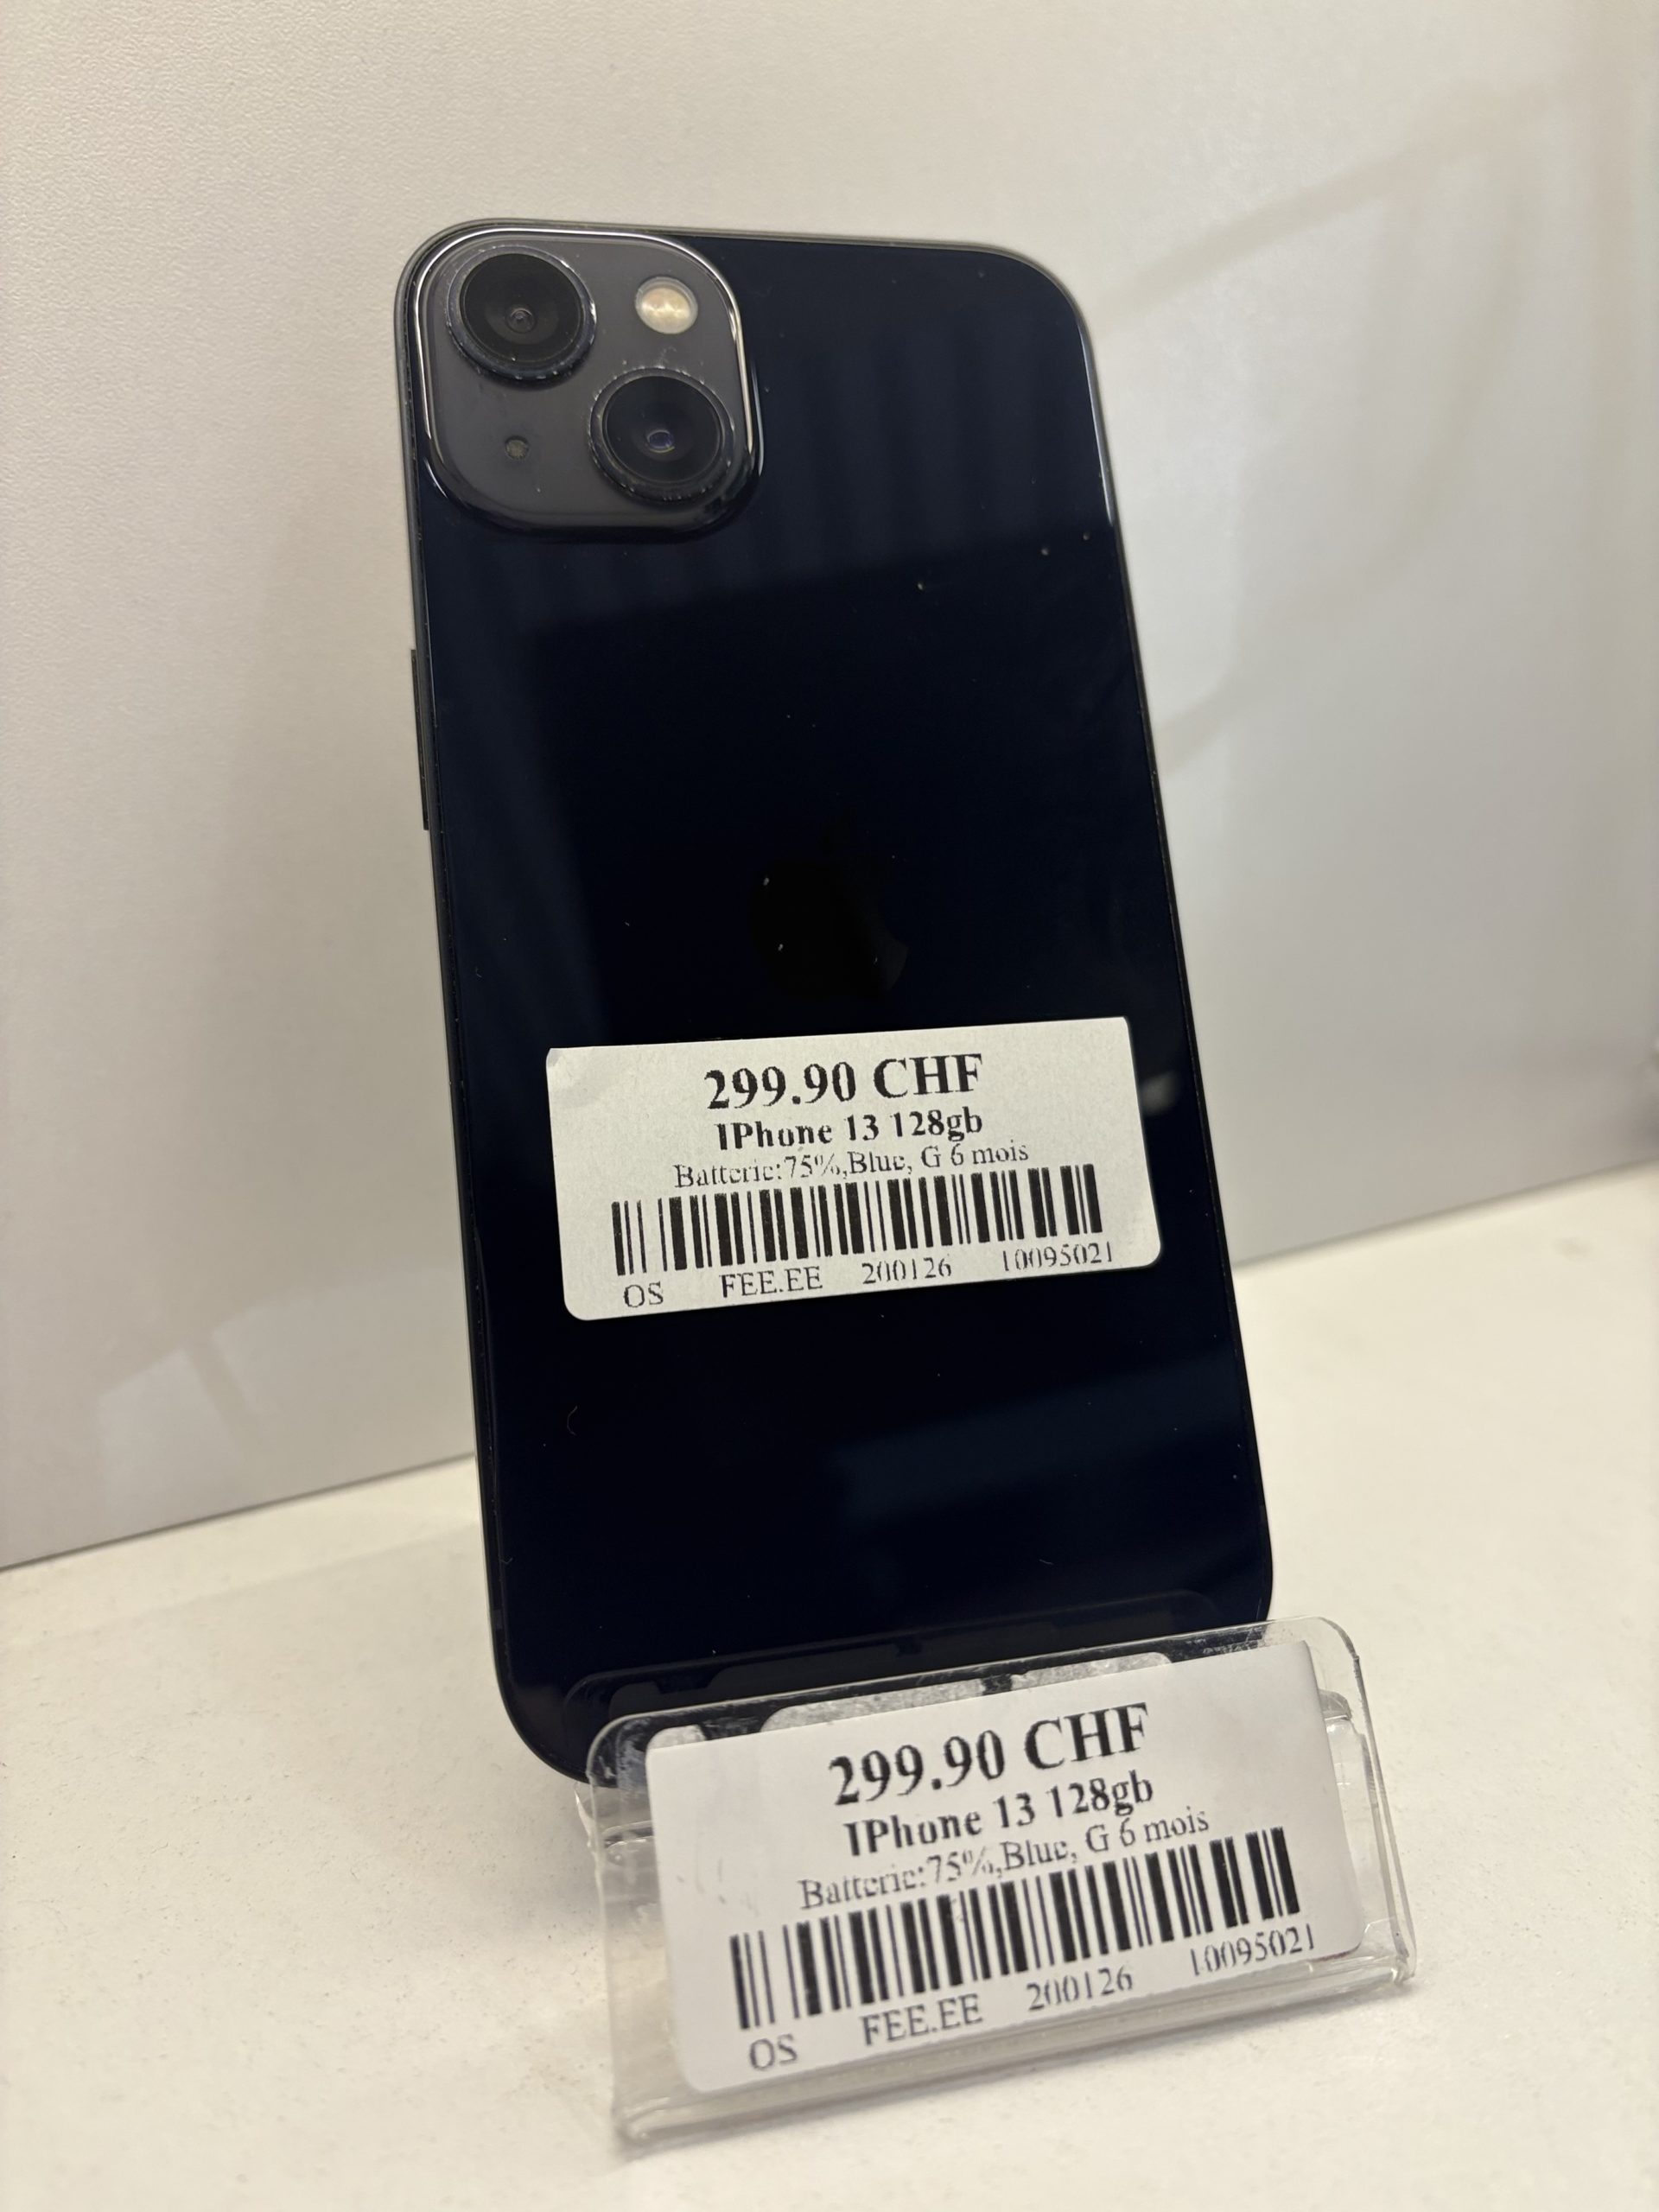 299.90 CHF
IPhone 13 128gb
Batterie:75%,Blue, G 6 mois
OS FEE.EE 200126 10095021
299.90 CHF
IPhone 13 128gb
Batterie:75%,Blue, G 6 mois
OS FEE.EE 200126 10095021